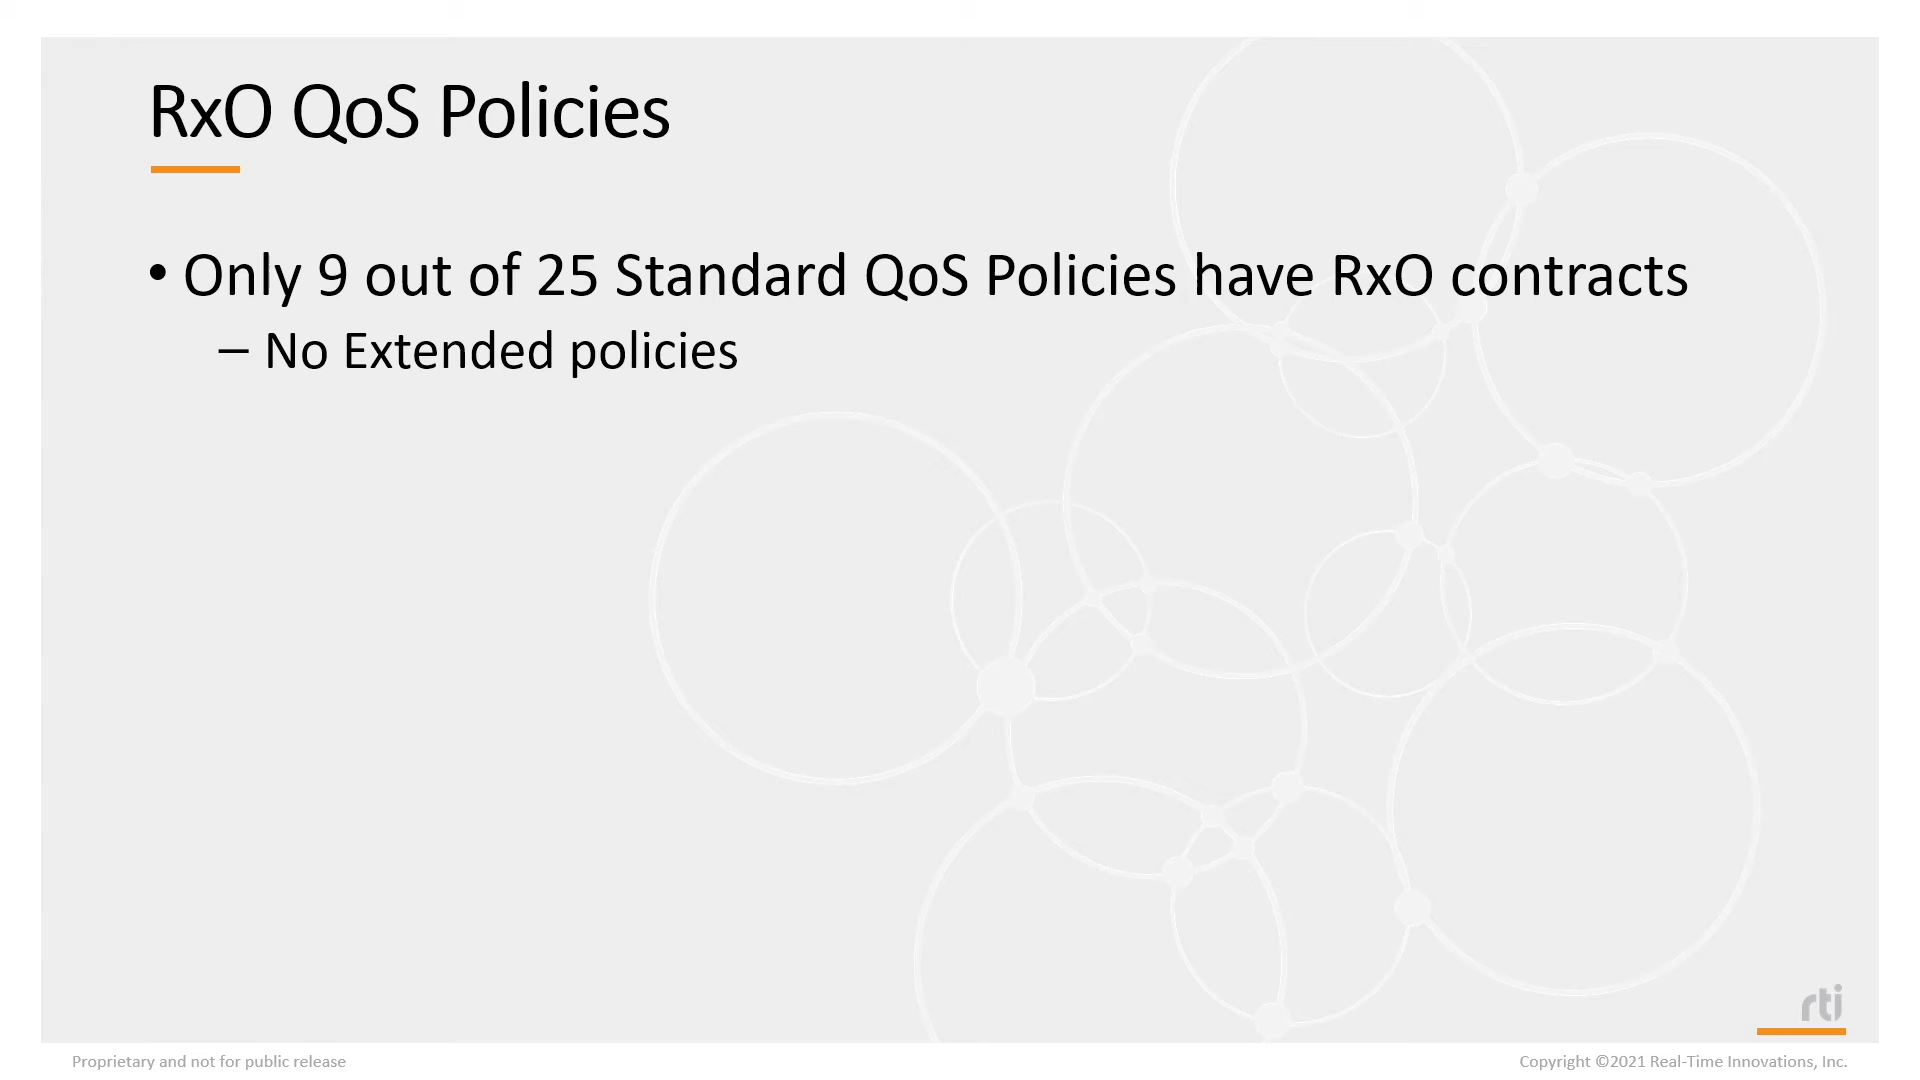 RxO QoS Policies
• Only 9 out of 25 Standard QoS Policies have RxO contracts
– No Extended policies
rti
Proprietary and not for public release
Copyright ©2021 Real-Time Innovations, Inc.